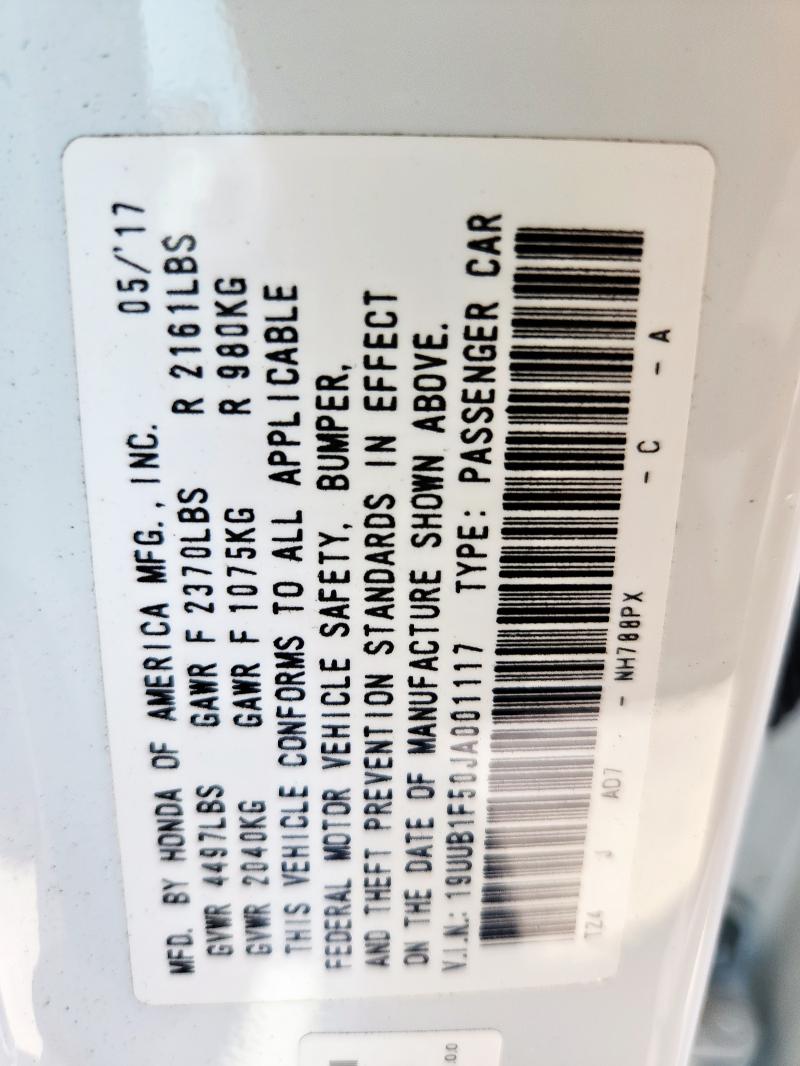 MFD. BY HONDA OF AMERICA MFG., INC. 05/'17
GVWR 4497LBS GAWR F 2370LBS R 2161LBS
GVWR 2040KG GAWR F 1075KG R 980KG
THIS VEHICLE CONFORMS TO ALL APPLICABLE
FEDERAL MOTOR VEHICLE SAFETY, BUMPER,
AND THEFT PREVENTION STANDARDS IN EFFECT
ON THE DATE OF MANUFACTURE SHOWN ABOVE.
V.I.N.: 19UUB1F50JA001117 TYPE: PASSENGER CAR
TZ4 J AD7 - NH788PX - C - A